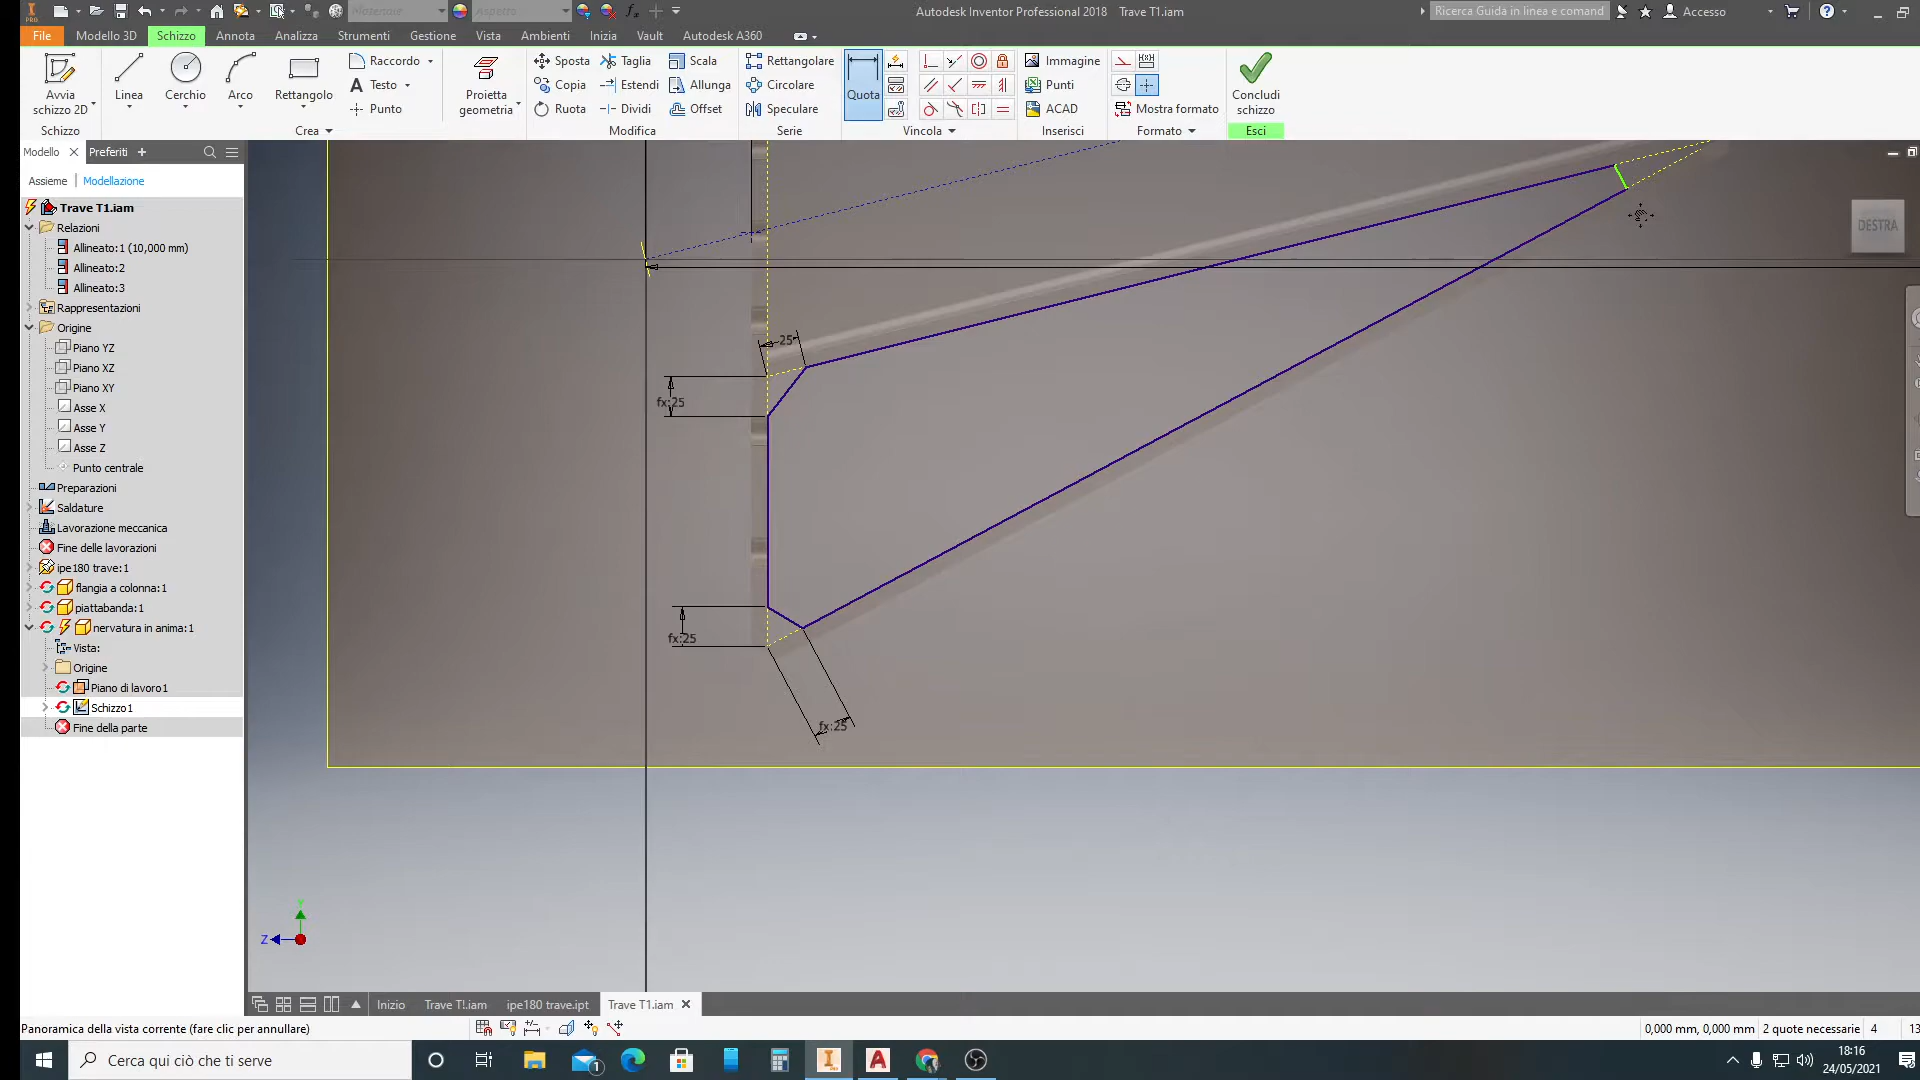 PRO
Materiale
Aspetto
fx
Autodesk Inventor Professional 2018 Trave T1.iam
Ricerca Guida in linea e comand
Accesso
File Modello 3D Schizzo Annota Analizza Strumenti Gestione Vista Ambienti Inizia Vault Autodesk A360
Avvia schizzo 2D
Linea
Cerchio
Arco
Rettangolo
Raccordo
Testo
Punto
Proietta geometria
Sposta
Copia
Ruota
Taglia
Estendi
Dividi
Scala
Allunga
Offset
Rettangolare
Circolare
Speculare
Quota
Immagine
Punti
ACAD
Mostra formato
Concludi schizzo
Schizzo Crea Modifica Serie Vincola Inserisci Formato Esci
Modello Preferiti
Assieme Modellazione
Trave T1.iam
Relazioni
Allineato:1 (10,000 mm)
Allineato:2
Allineato:3
Rappresentazioni
Origine
Piano YZ
Piano XZ
Piano XY
Asse X
Asse Y
Asse Z
Punto centrale
Preparazioni
Saldature
Lavorazione meccanica
Fine delle lavorazioni
ipe180 trave:1
flangia a colonna:1
piattabanda:1
nervatura in anima:1
Vista:
Origine
Piano di lavoro1
Schizzo1
Fine della parte
DESTRA
25
fx:25
fx:25
fx:25
Y
Z
Inizio Trave T!.iam ipe180 trave.ipt Trave T1.iam
Panoramica della vista corrente (fare clic per annullare)
0,000 mm, 0,000 mm 2 quote necessarie 4 13
Cerca qui ciò che ti serve
1
18:16
24/05/2021